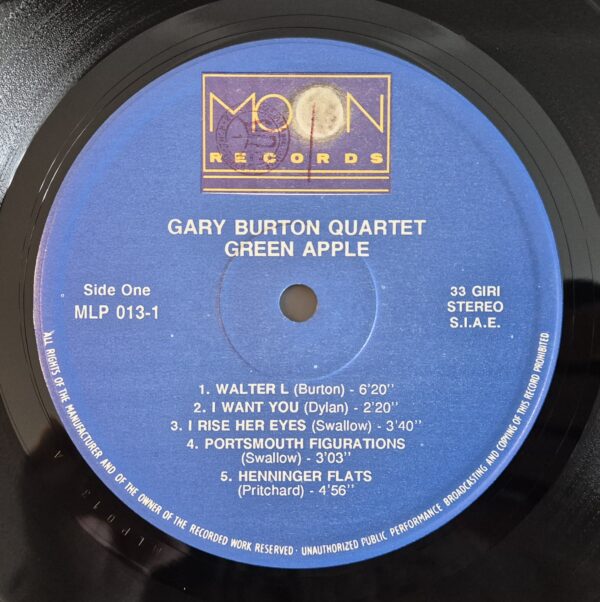 MOON
RECORDS
GARY BURTON QUARTET
GREEN APPLE
Side One
MLP 013-1
33 GIRI
STEREO
S.I.A.E.
1. WALTER L (Burton) - 6'20''
2. I WANT YOU (Dylan) - 2'20''
3. I RISE HER EYES (Swallow) - 3'40''
4. PORTSMOUTH FIGURATIONS
(Swallow) - 3'03''
5. HENNINGER FLATS
(Pritchard) - 4'56''
ALL RIGHTS OF THE MANUFACTURER AND OF THE OWNER OF THE RECORDED WORK RESERVED · UNAUTHORIZED PUBLIC PERFORMANCE BROADCASTING AND COPYING OF THIS RECORD PROHIBITED
MLP013 A